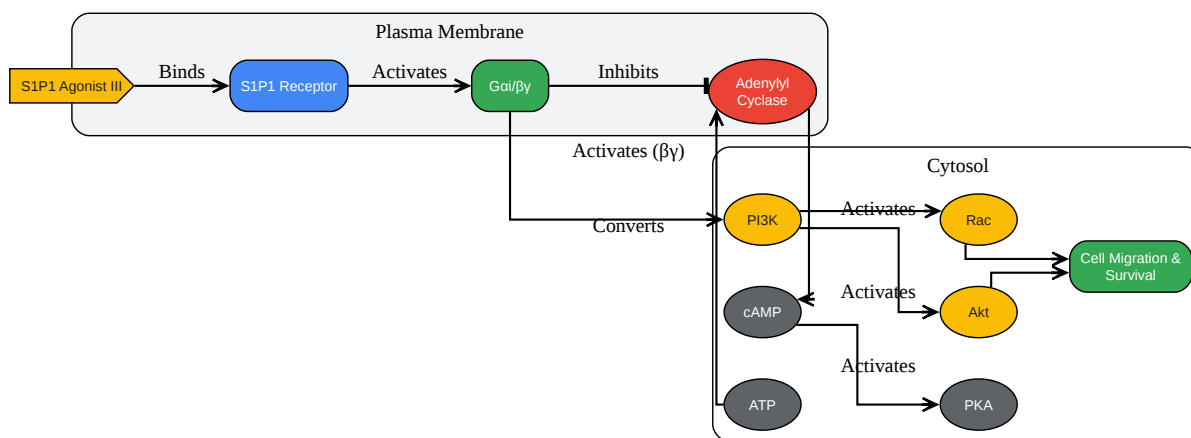 Plasma Membrane
S1P1 Agonist III
Binds
S1P1 Receptor
Activates
Gαi/βγ
Inhibits
Adenylyl
Cyclase
Activates (βγ)
Cytosol
Converts
PI3K
Activates
Rac
Cell Migration &
Survival
cAMP
Activates
Akt
Activates
ATP
PKA